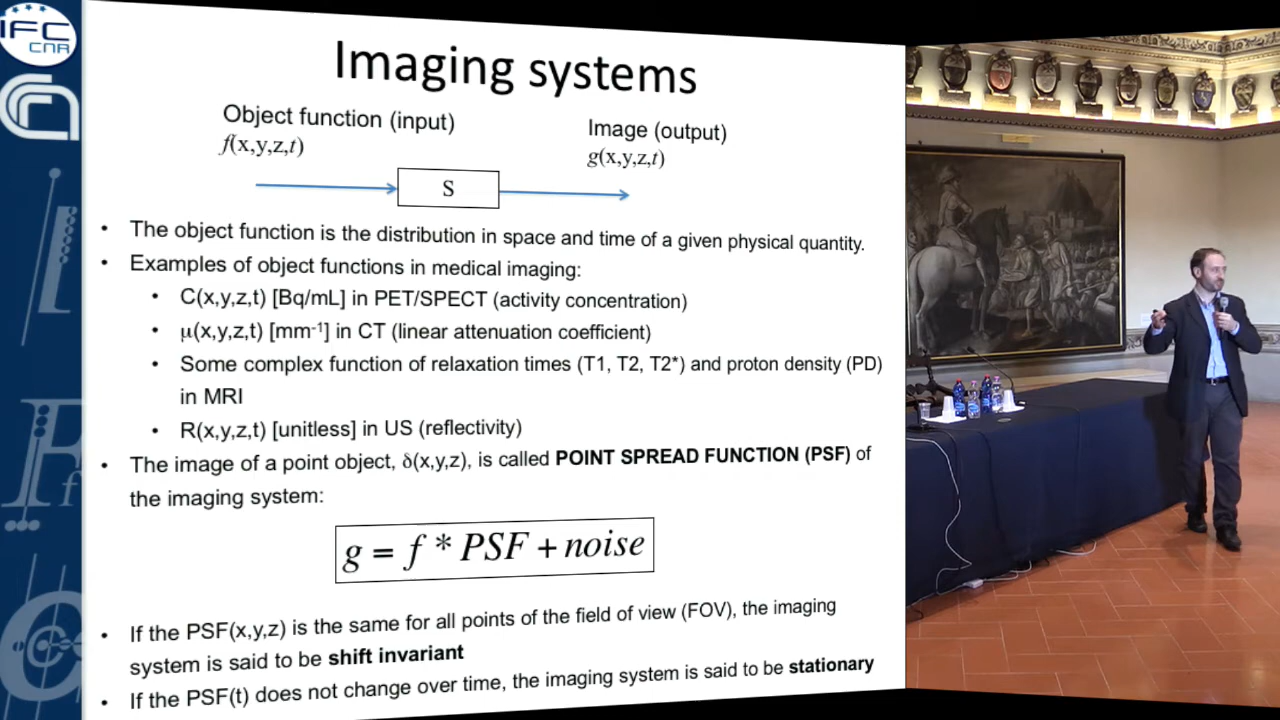 IFC
CNR
Imaging systems
Object function (input)
f(x,y,z,t)
Image (output)
g(x,y,z,t)
S
• The object function is the distribution in space and time of a given physical quantity.
• Examples of object functions in medical imaging:
• C(x,y,z,t) [Bq/mL] in PET/SPECT (activity concentration)
• μ(x,y,z,t) [mm⁻¹] in CT (linear attenuation coefficient)
• Some complex function of relaxation times (T1, T2, T2*) and proton density (PD)
in MRI
• R(x,y,z,t) [unitless] in US (reflectivity)
• The image of a point object, δ(x,y,z), is called POINT SPREAD FUNCTION (PSF) of
the imaging system:
g = f * PSF + noise
• If the PSF(x,y,z) is the same for all points of the field of view (FOV), the imaging
system is said to be shift invariant
• If the PSF(t) does not change over time, the imaging system is said to be stationary